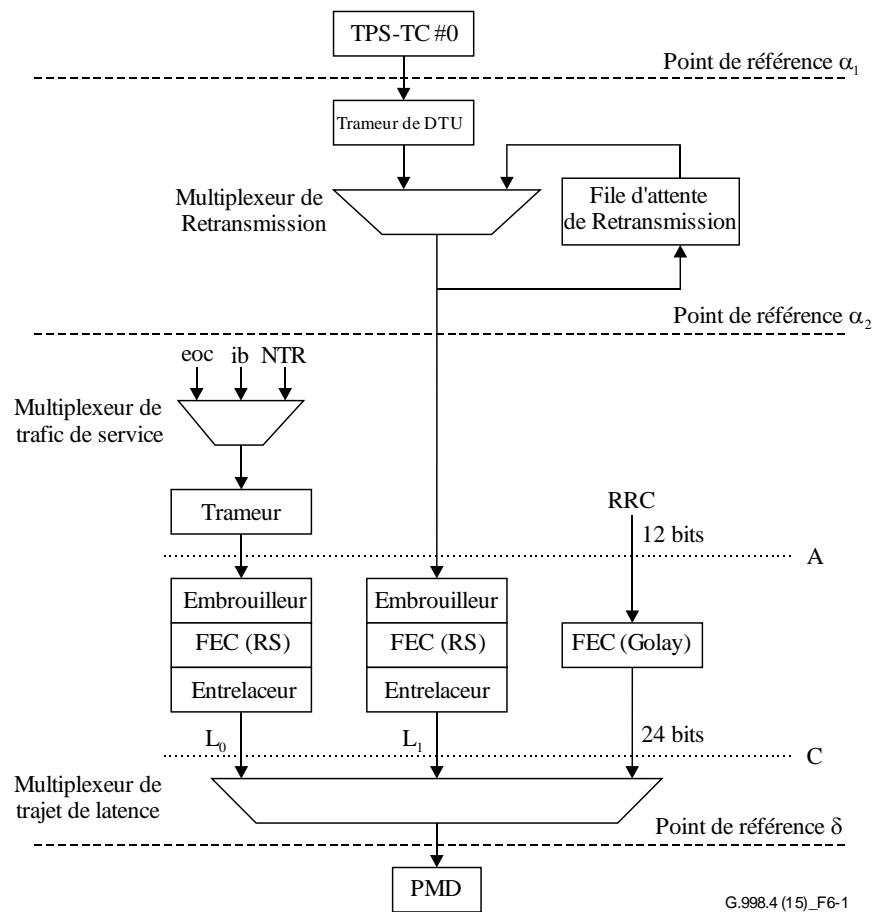 TPS-TC #0
Point de référence α₁
Trameur de DTU
Multiplexeur de
Retransmission
File d'attente
de Retransmission
Point de référence α₂
eoc ib NTR
Multiplexeur de
trafic de service
Trameur
RRC
12 bits
A
Embrouilleur
FEC (RS)
Entrelaceur
Embrouilleur
FEC (RS)
Entrelaceur
FEC (Golay)
L₀
L₁
24 bits
C
Multiplexeur de
trajet de latence
Point de référence δ
PMD
G.998.4 (15)_F6-1